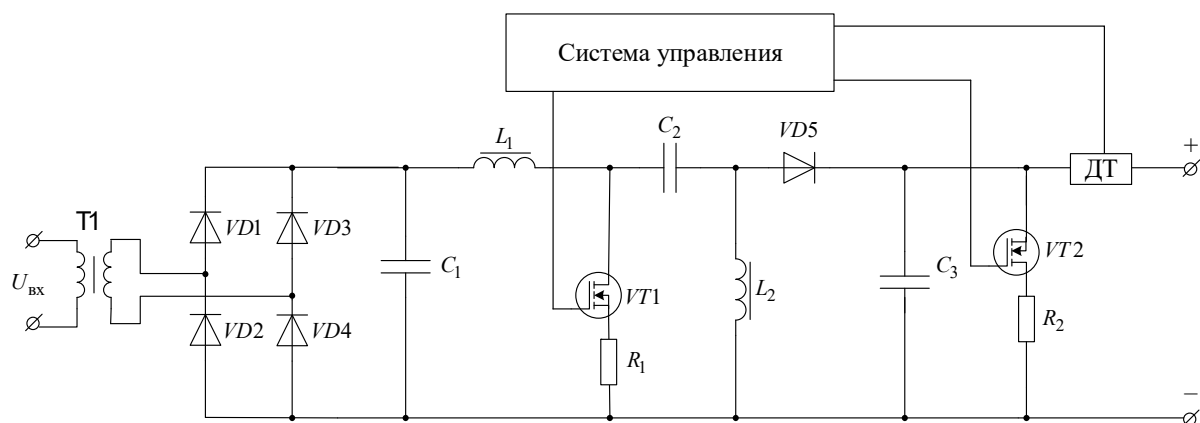 Система управления
C2
VD5
L1
+
ДТ
T1
VD1
VD3
VT2
Uвх
C1
VT1
L2
C3
VD2
VD4
R2
R1
−